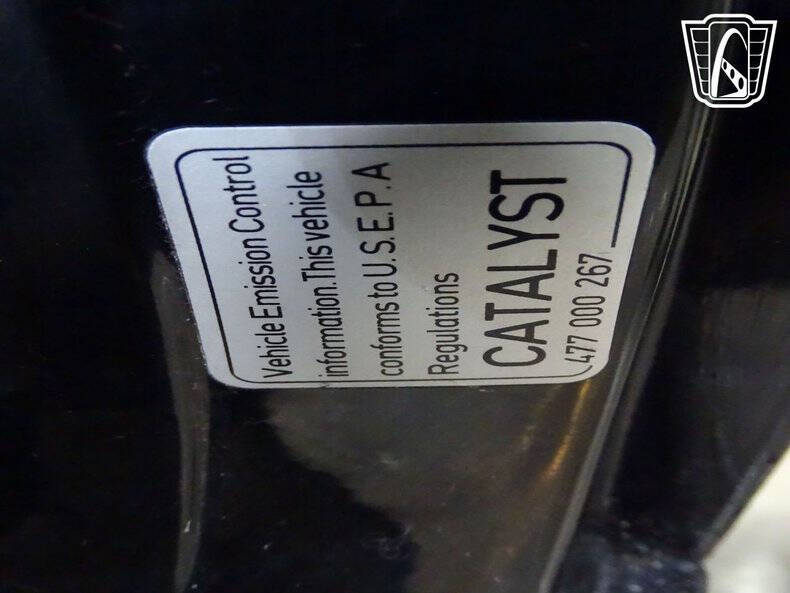 Vehicle Emission Control
information.This vehicle
conforms to U.S.E.P.A
Regulations
CATALYST
477 000 267